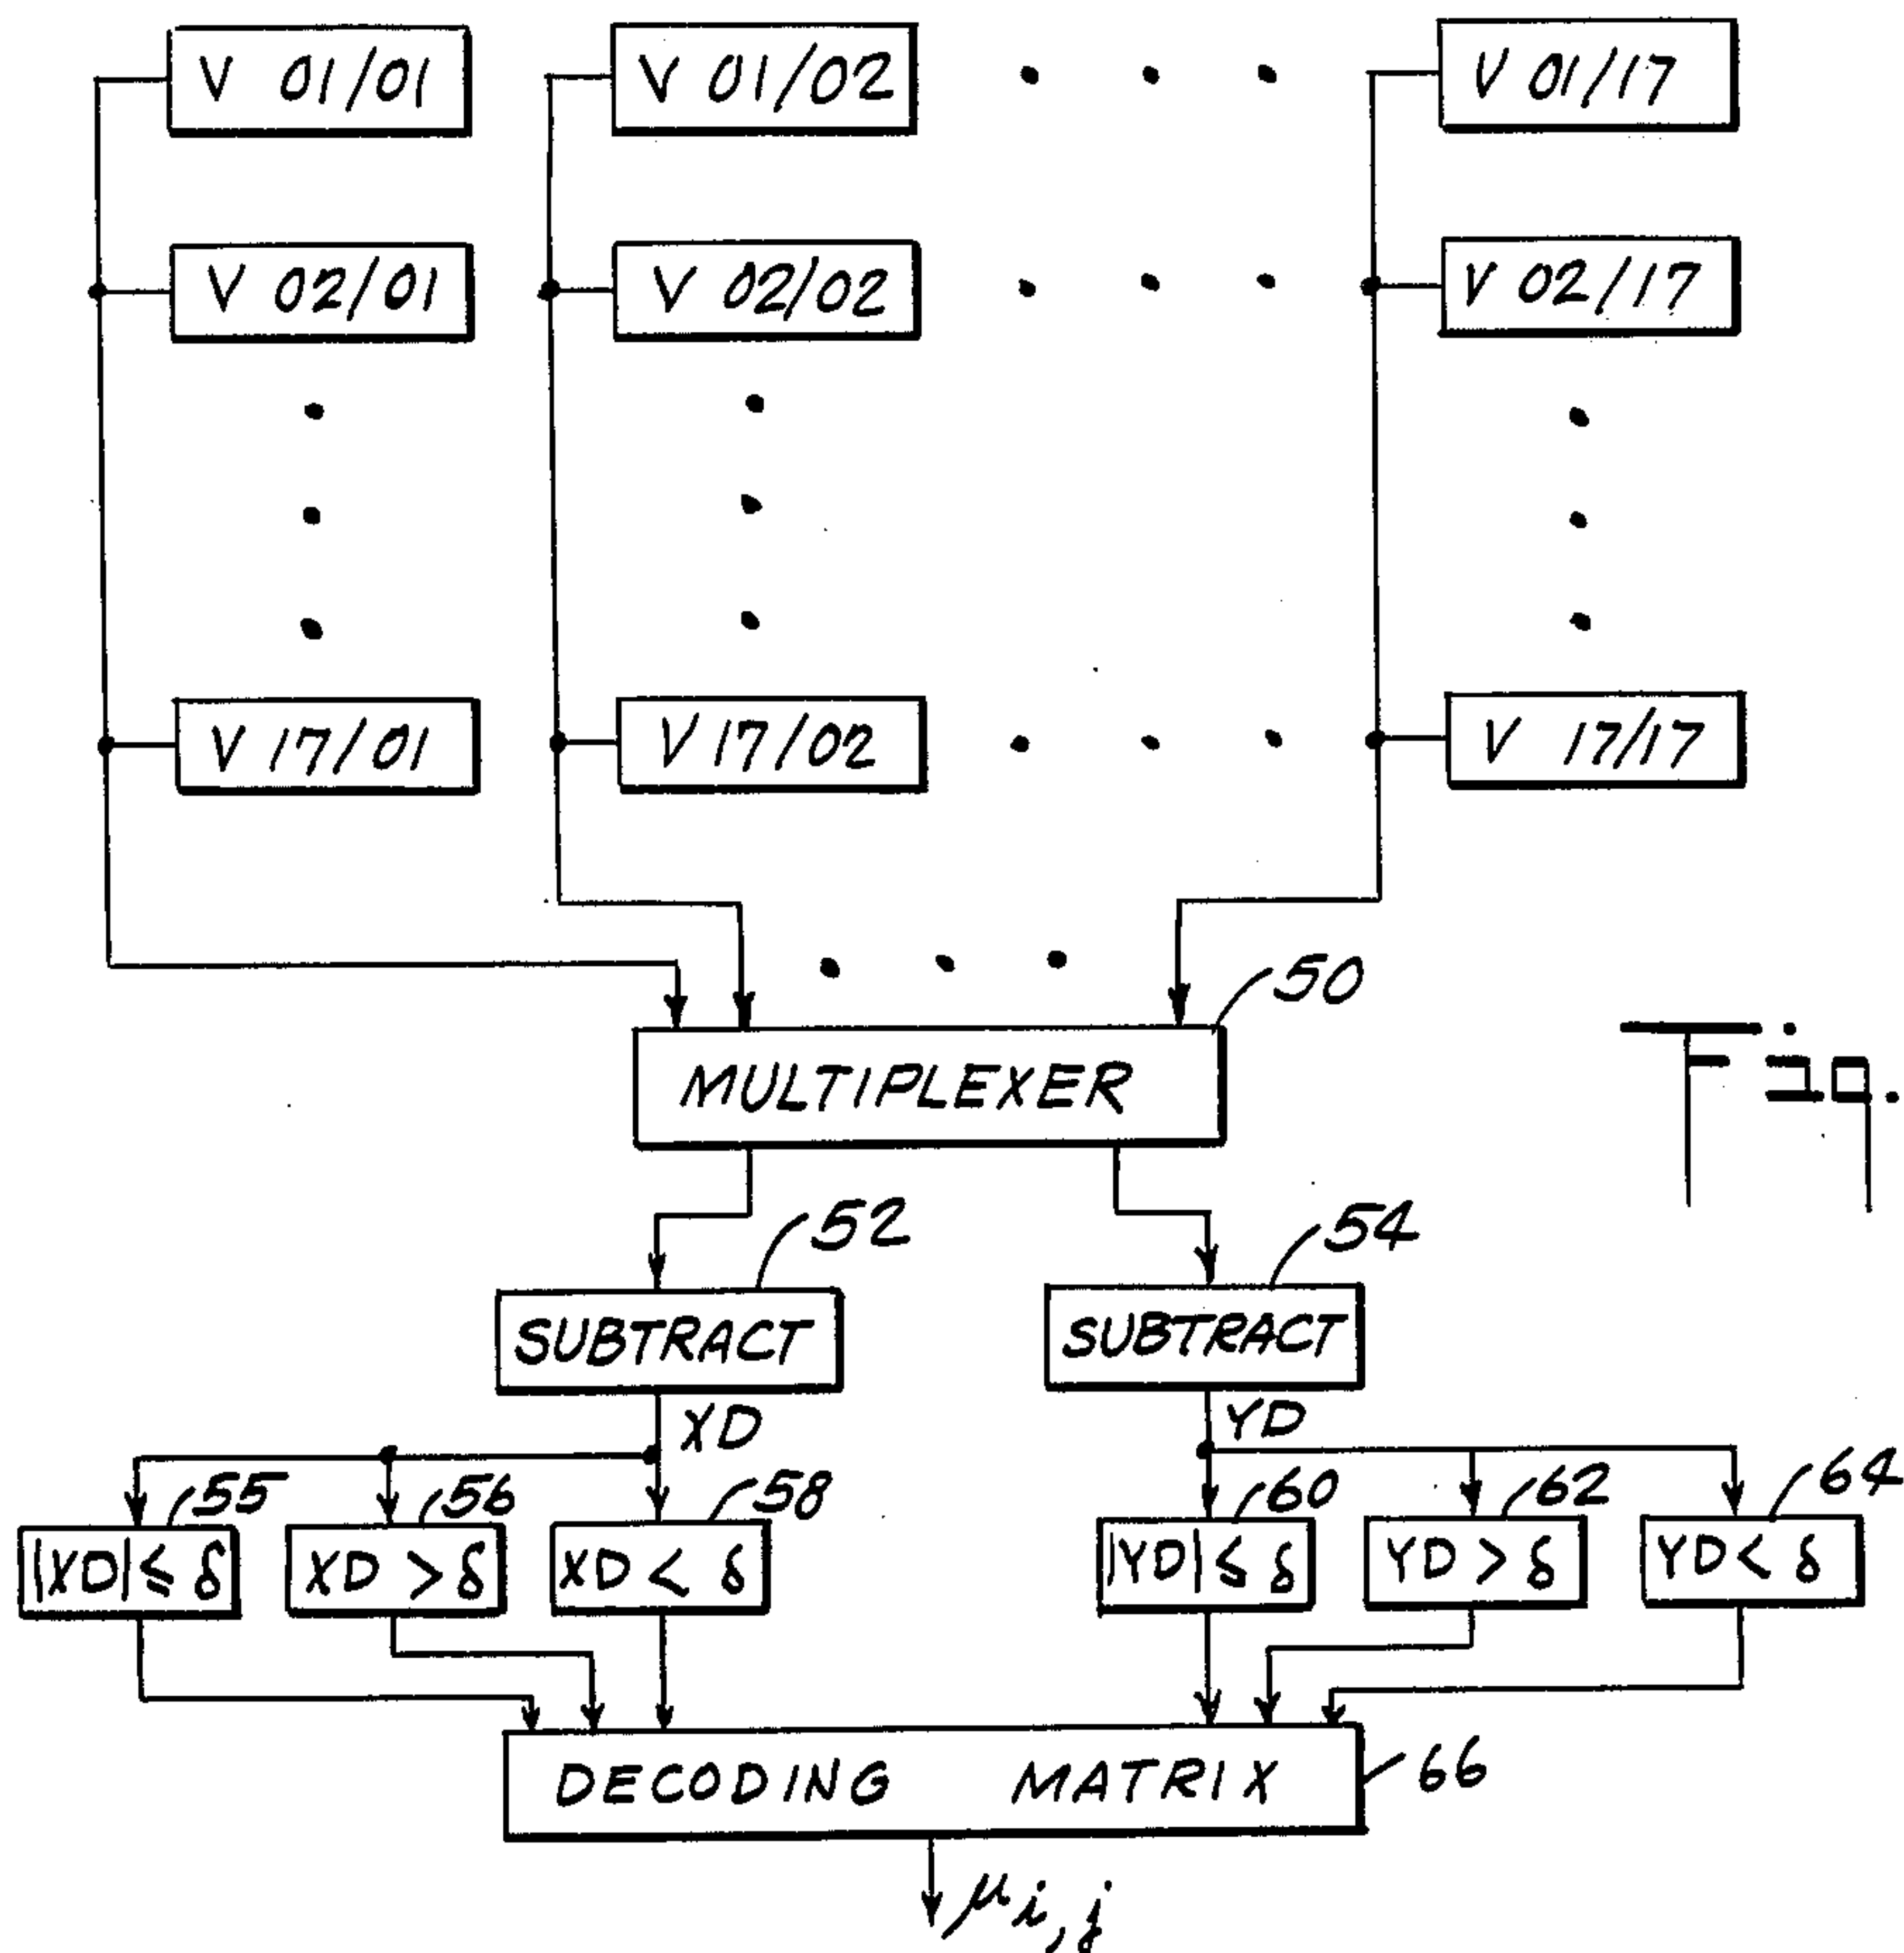 V 01/01
V 01/02
V 01/17
V 02/01
V 02/02
V 02/17
V 17/01
V 17/02
V 17/17
50
MULTIPLEXER
Fig.
52
54
SUBTRACT
SUBTRACT
XD
YD
55
56
58
60
62
64
|XD| ≤ δ
XD > δ
XD < δ
|YD| ≤ δ
YD > δ
YD < δ
DECODING MATRIX
66
μi,j